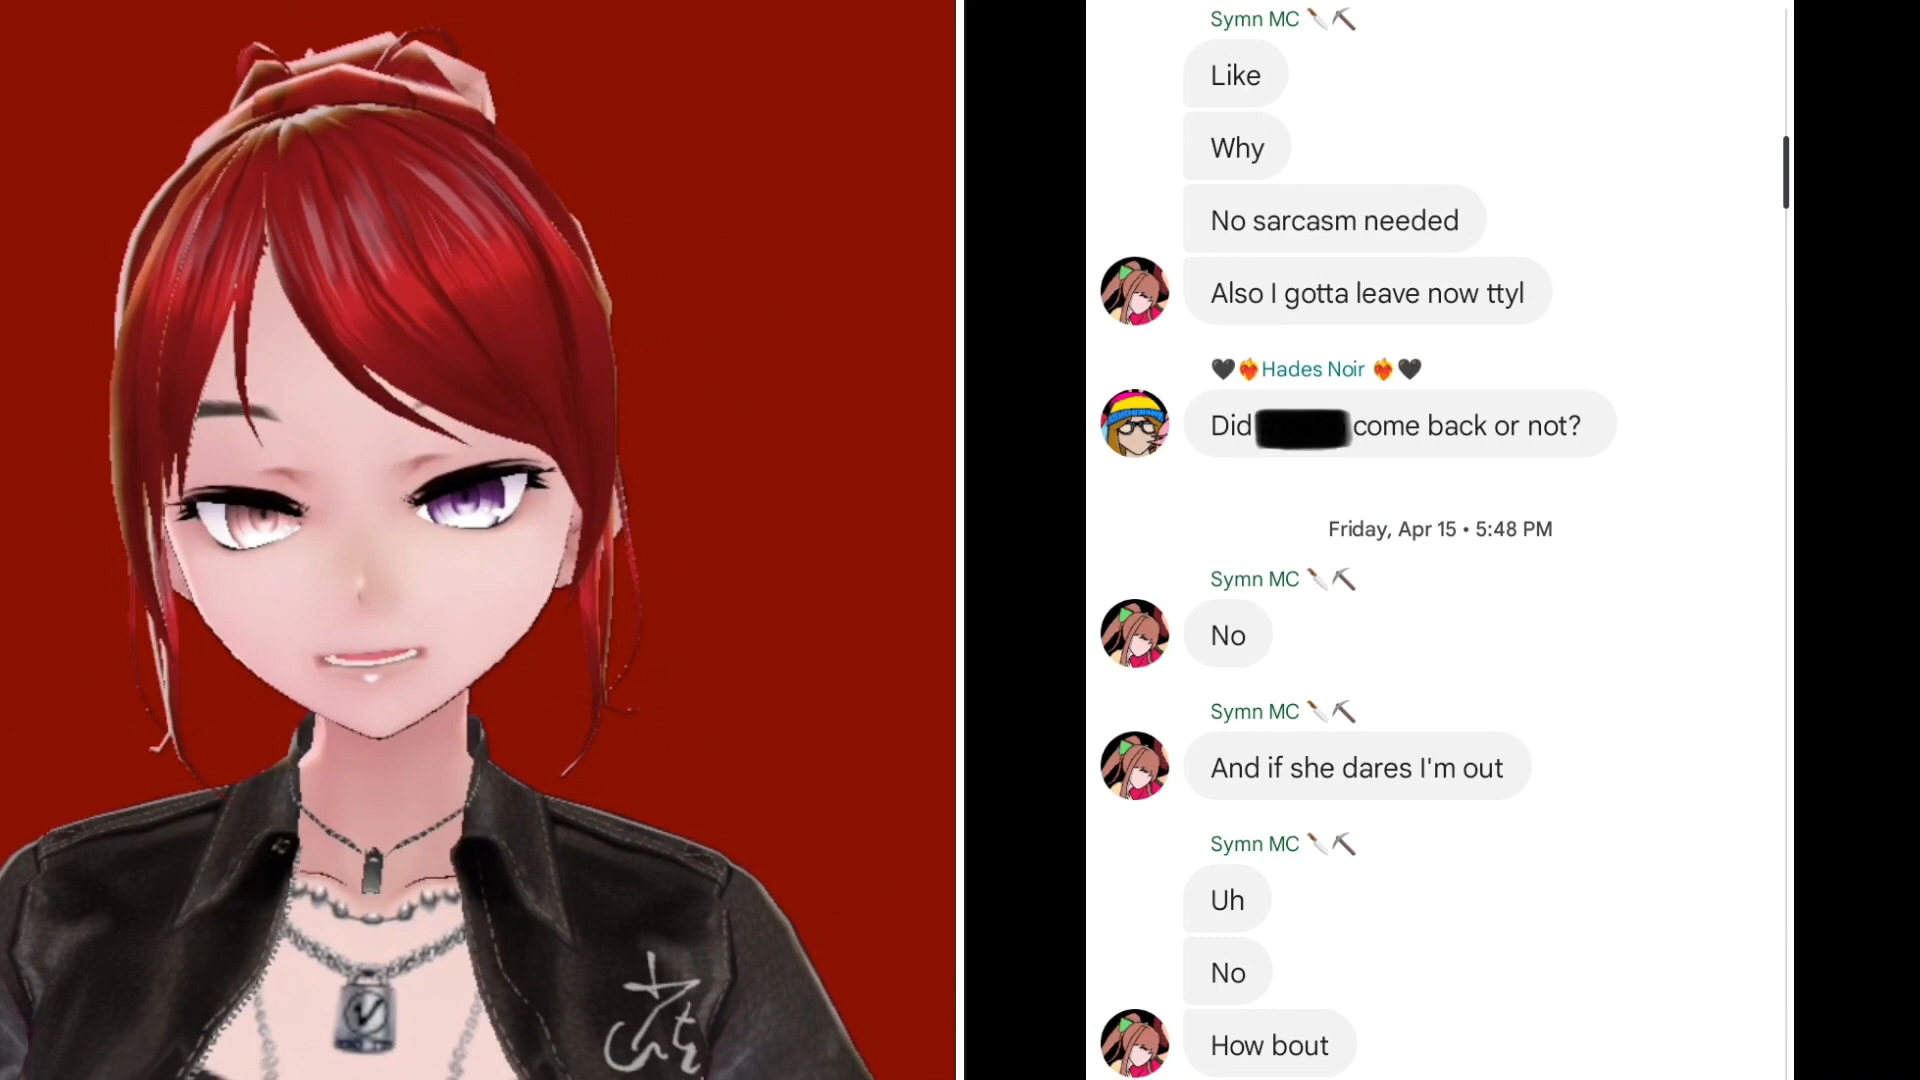 Symn MC 🔪⛏
Like
Why
No sarcasm needed
Also I gotta leave now ttyl
🖤❤️‍🔥Hades Noir ❤️‍🔥🖤
Did come back or not?
Friday, Apr 15 • 5:48 PM
Symn MC 🔪⛏
No
Symn MC 🔪⛏
And if she dares I'm out
Symn MC 🔪⛏
Uh
No
How bout
V